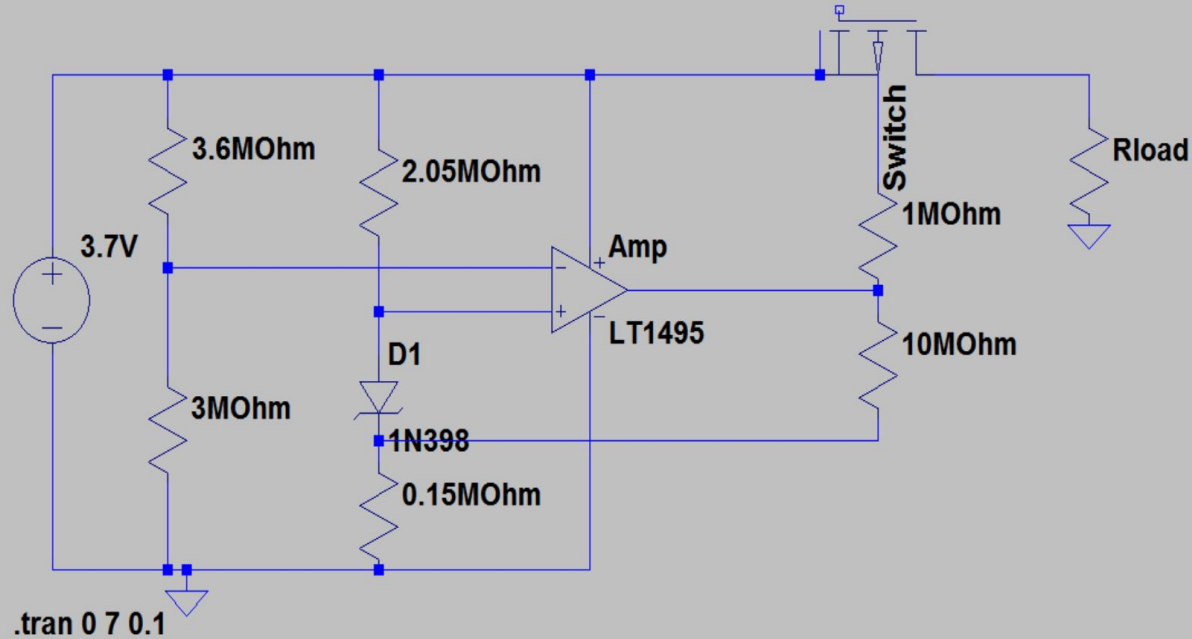 Switch
3.6MOhm
2.05MOhm
Rload
1MOhm
3.7V
Amp
-
+
+
-
+
-
LT1495
10MOhm
D1
3MOhm
1N398
0.15MOhm
.tran 0 7 0.1